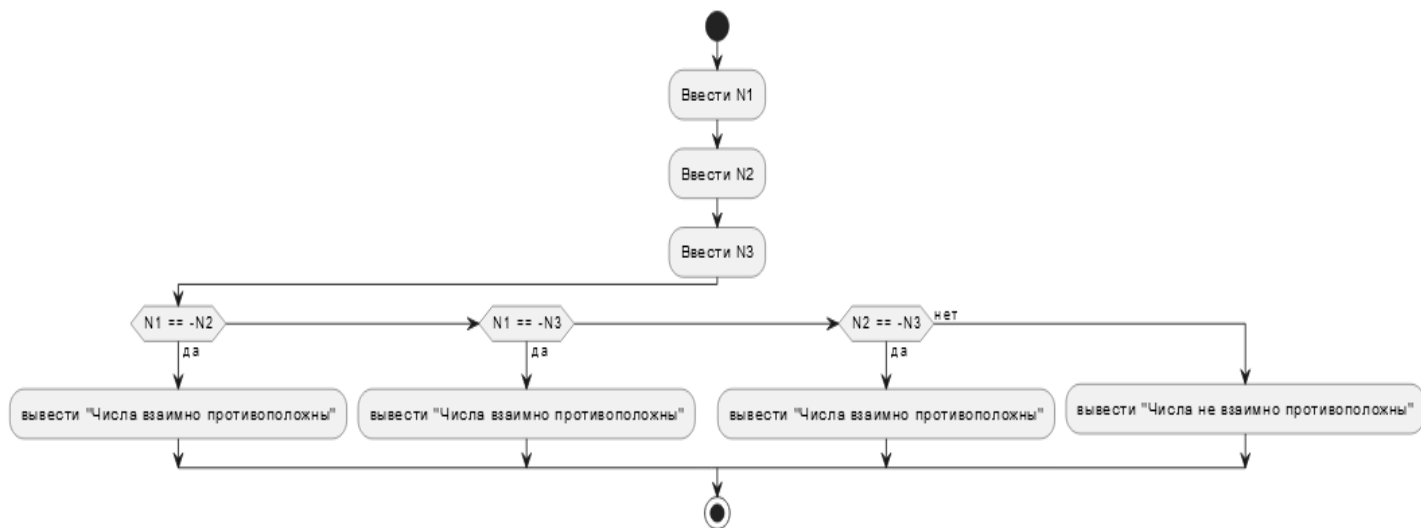 Ввести N1
Ввести N2
Ввести N3
N1 == -N2
N1 == -N3
N2 == -N3
нет
да
да
да
вывести "Числа взаимно противоположны"
вывести "Числа взаимно противоположны"
вывести "Числа взаимно противоположны"
вывести "Числа не взаимно противоположны"